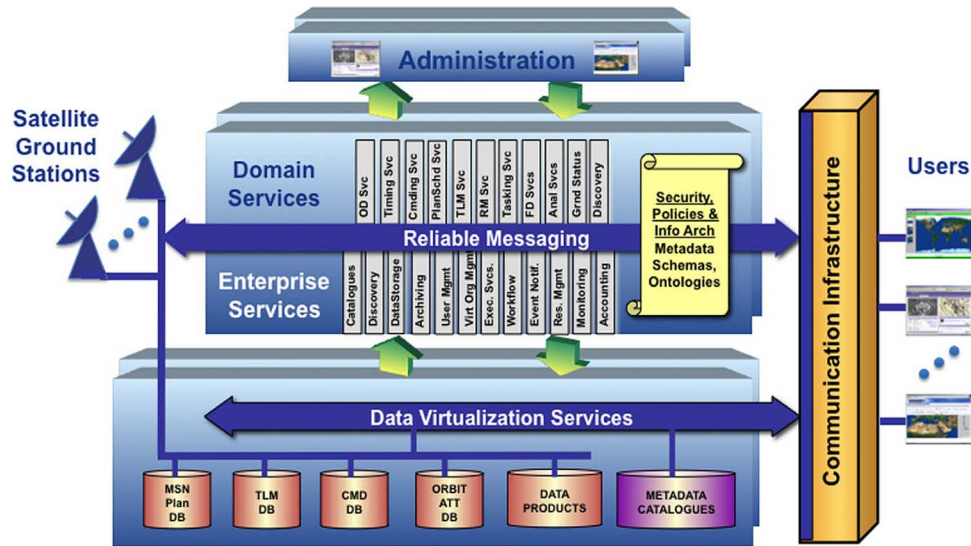 Administration
Satellite
Ground
Stations
Domain
Services
OD Svc
Timing Svc
Cmding Svc
PlanSchd Svc
TLM Svc
RM Svc
Tasking Svc
FD Svcs
Anal Svcs
Grnd Status
Discovery
Security,
Policies &
Info Arch
Metadata
Schemas,
Ontologies
Reliable Messaging
Enterprise
Services
Catalogues
Discovery
DataStorage
Archiving
User Mgmt
Virt Org Mgmt
Exec. Svcs.
Workflow
Event Notif.
Res. Mgmt
Monitoring
Accounting
Communication Infrastructure
Users
Data Virtualization Services
MSN
Plan
DB
TLM
DB
CMD
DB
ORBIT
ATT
DB
DATA
PRODUCTS
METADATA
CATALOGUES